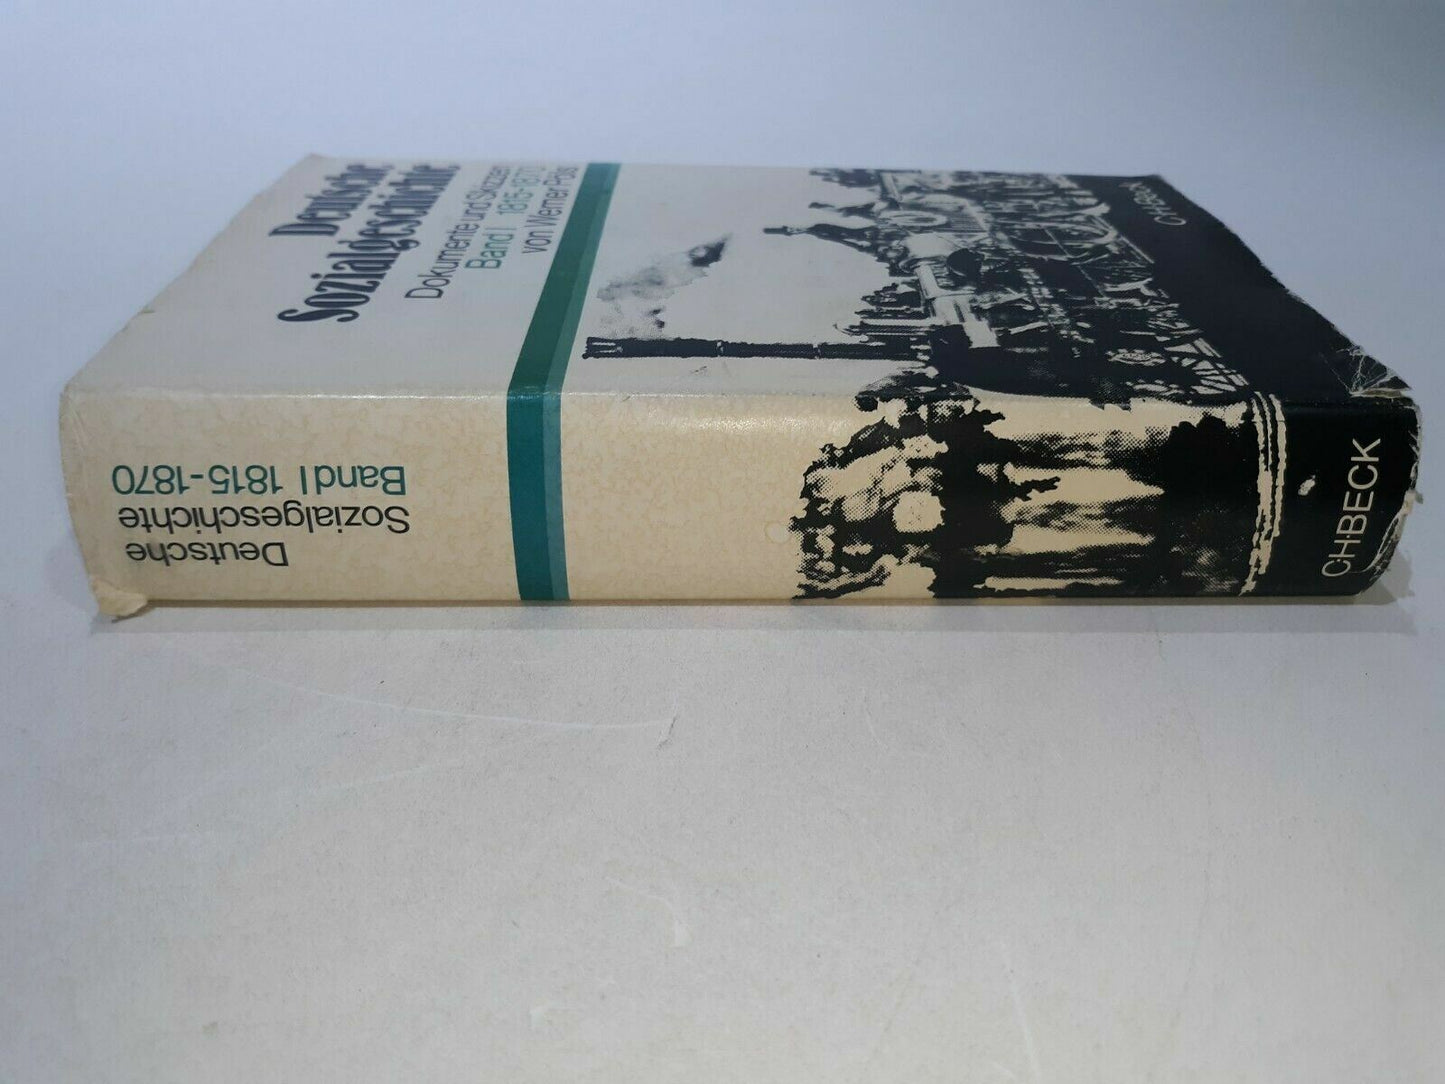 Deutsche
Sozialgeschichte
Dokumente und Skizzen
Band I 1815-1870
von Werner Pöls
C·H·BECK
Deutsche
Sozialgeschichte
Band I 1815-1870
C·H·BECK